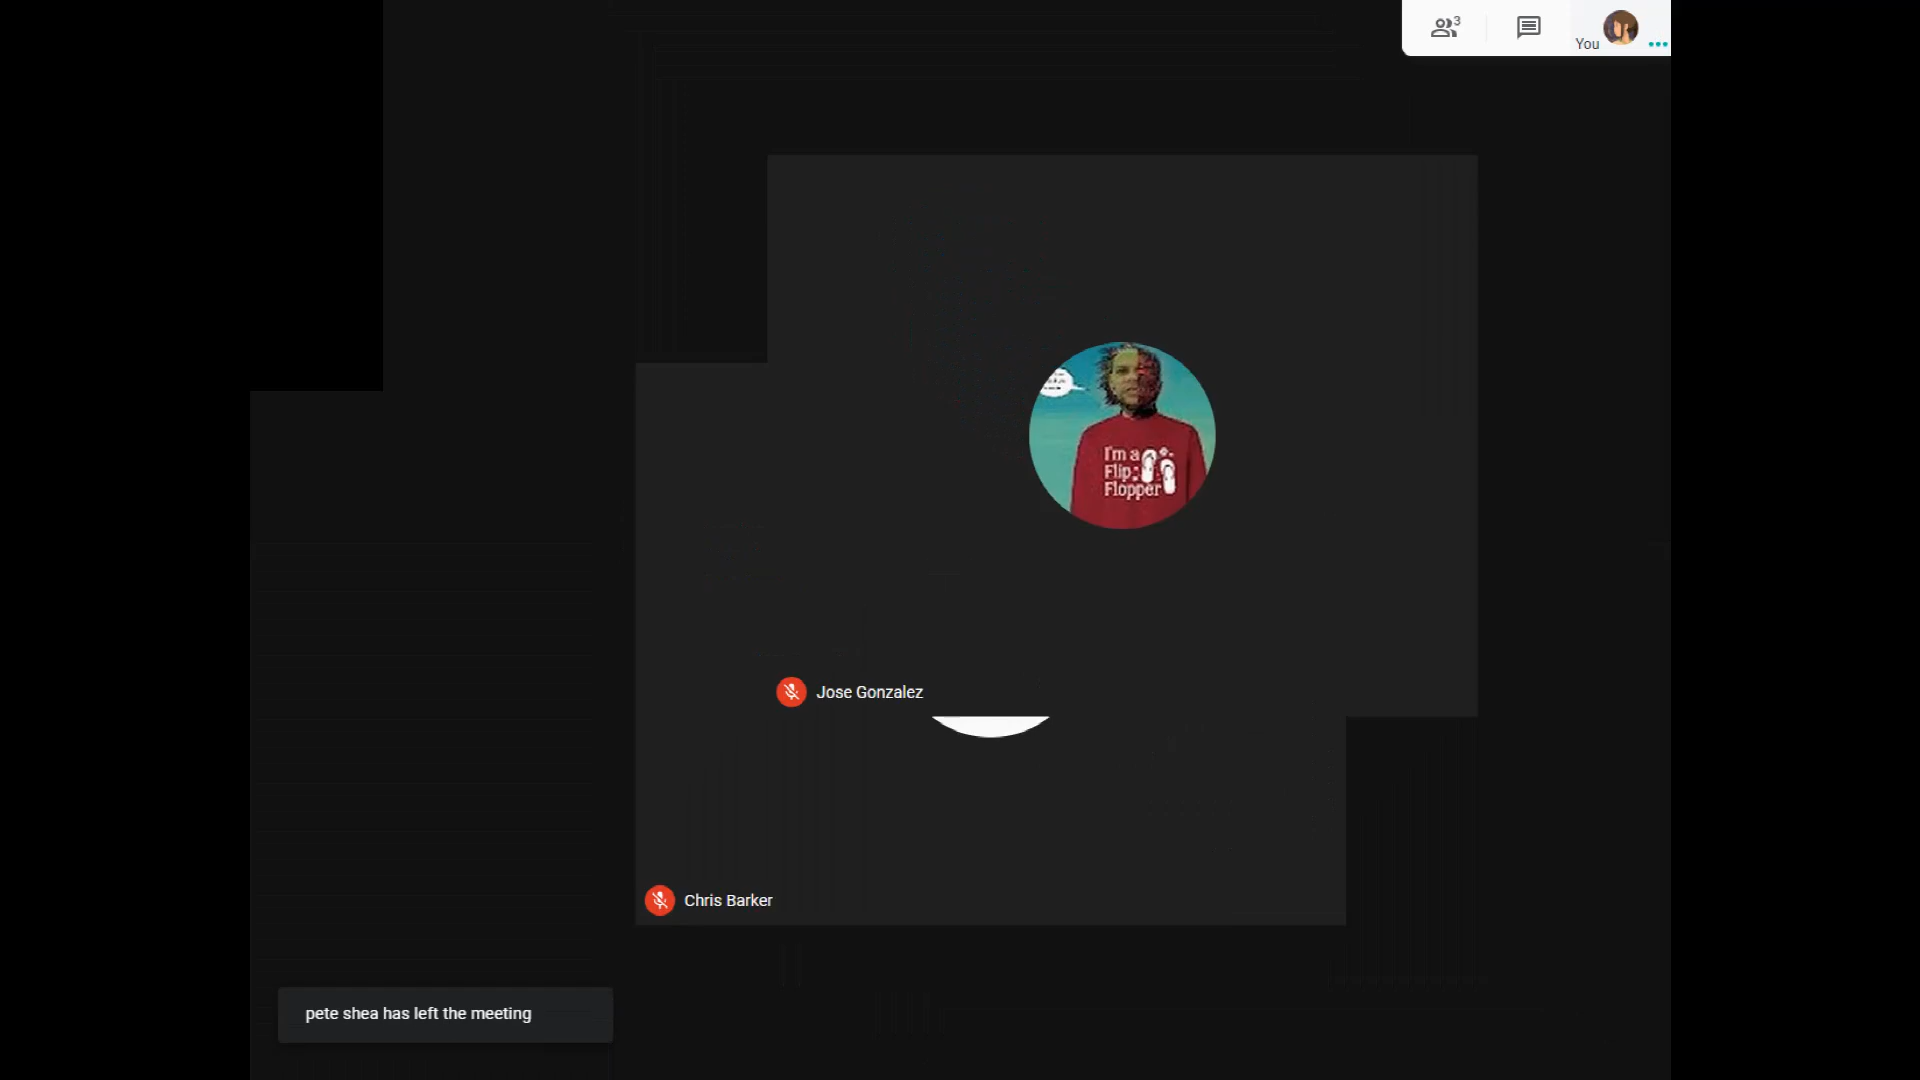 3
You
I'm a
Flip
Flopper
Jose Gonzalez
Chris Barker
pete shea has left the meeting